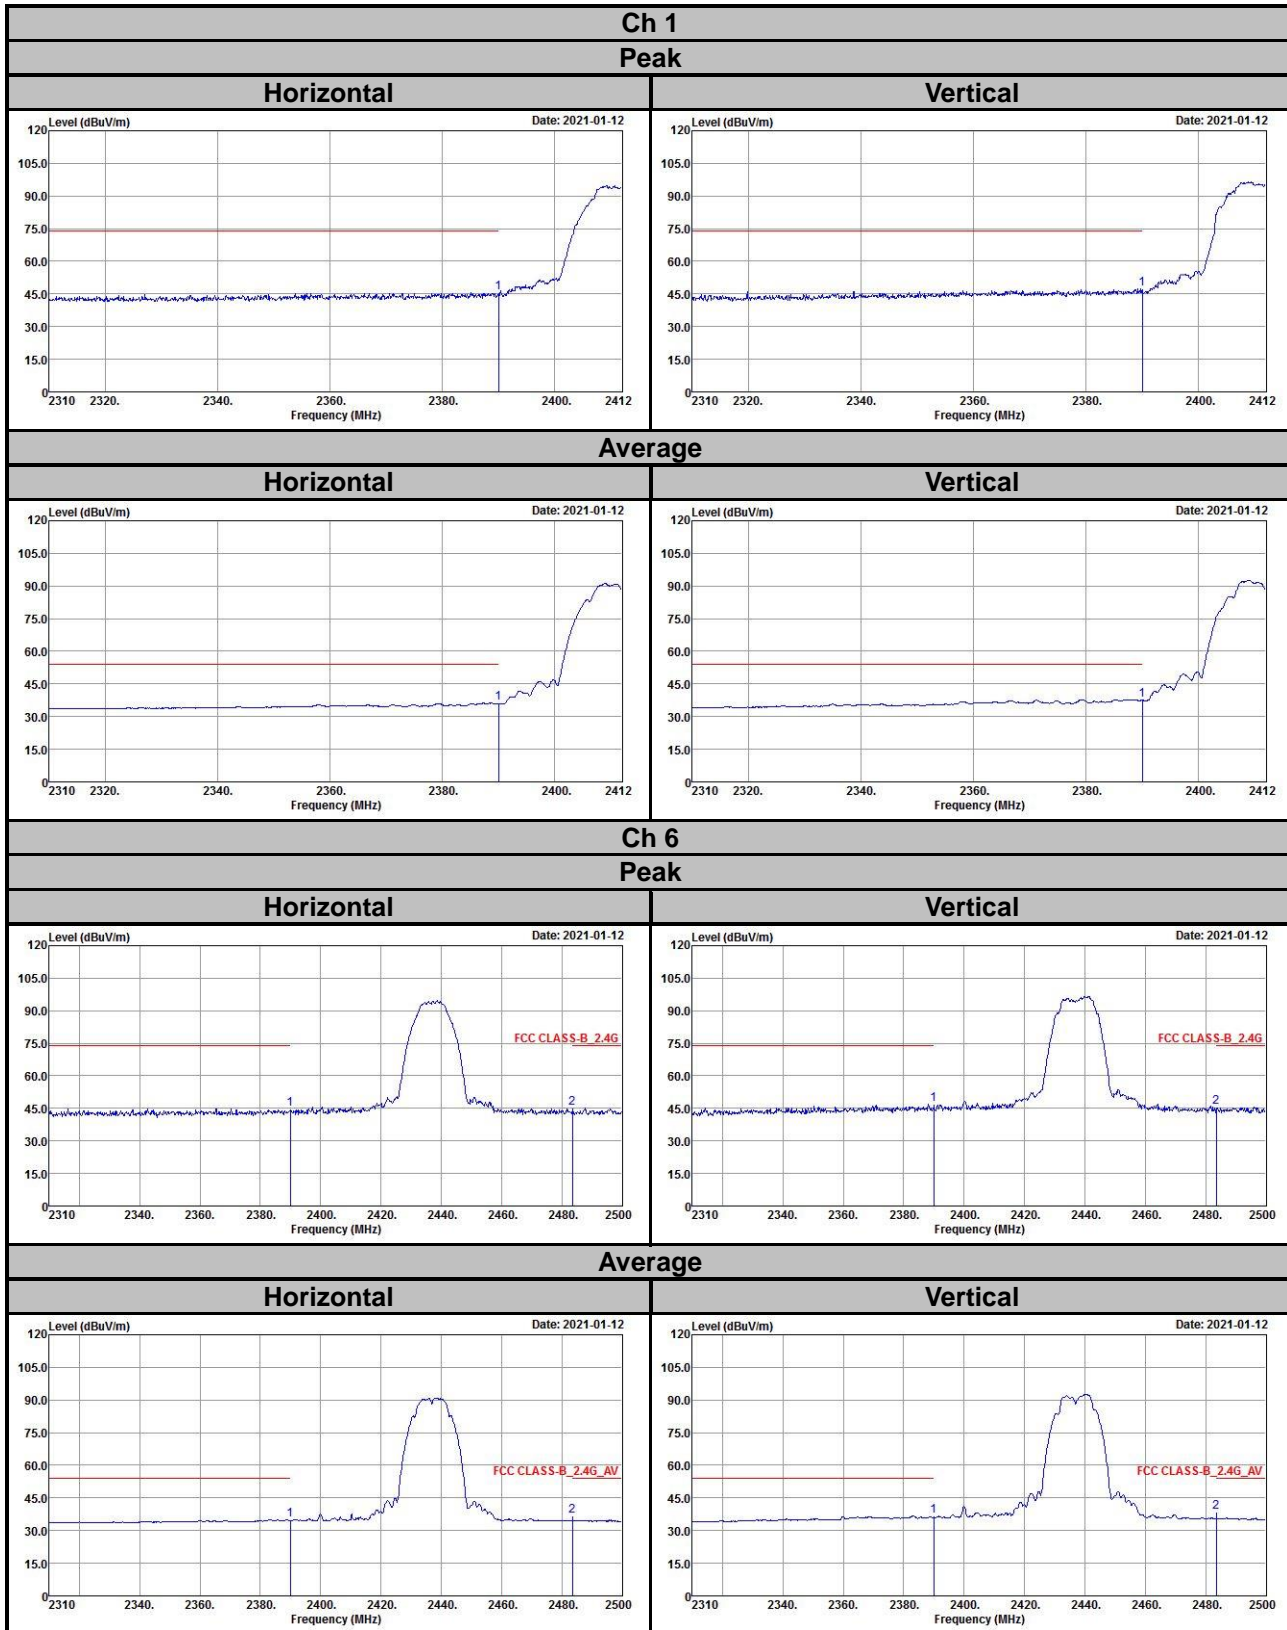 Ch 1
Peak
Horizontal Vertical
Level (dBuV/m) Date: 2021-01-12 Level (dBuV/m) Date: 2021-01-12
120 120
105.0 105.0
90.0 90.0
75.0 75.0
60.0 60.0
45.0 1 45.0 1
30.0 30.0
15.0 15.0
0 0
2310 2320. 2340. 2360. 2380. 2400. 2412 2310 2320. 2340. 2360. 2380. 2400. 2412
Frequency (MHz) Frequency (MHz)
Average
Horizontal Vertical
Level (dBuV/m) Date: 2021-01-12 Level (dBuV/m) Date: 2021-01-12
120 120
105.0 105.0
90.0 90.0
75.0 75.0
60.0 60.0
45.0 45.0
1 1
30.0 30.0
15.0 15.0
0 0
2310 2320. 2340. 2360. 2380. 2400. 2412 2310 2320. 2340. 2360. 2380. 2400. 2412
Frequency (MHz) Frequency (MHz)
Ch 6
Peak
Horizontal Vertical
Level (dBuV/m) Date: 2021-01-12 Level (dBuV/m) Date: 2021-01-12
120 120
105.0 105.0
90.0 90.0
75.0 FCC CLASS-B_2.4G 75.0 FCC CLASS-B_2.4G
60.0 60.0
45.0 1 2 45.0 1 2
30.0 30.0
15.0 15.0
0 0
2310 2340. 2360. 2380. 2400. 2420. 2440. 2460. 2480. 2500 2310 2340. 2360. 2380. 2400. 2420. 2440. 2460. 2480. 2500
Frequency (MHz) Frequency (MHz)
Average
Horizontal Vertical
Level (dBuV/m) Date: 2021-01-12 Level (dBuV/m) Date: 2021-01-12
120 120
105.0 105.0
90.0 90.0
75.0 75.0
60.0 FCC CLASS-B_2.4G_AV 60.0 FCC CLASS-B_2.4G_AV
45.0 45.0
1 2 1 2
30.0 30.0
15.0 15.0
0 0
2310 2340. 2360. 2380. 2400. 2420. 2440. 2460. 2480. 2500 2310 2340. 2360. 2380. 2400. 2420. 2440. 2460. 2480. 2500
Frequency (MHz) Frequency (MHz)